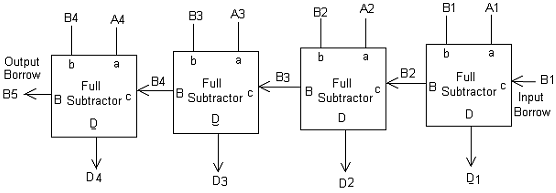 B4 A4 B3 A3 B2 A2 B1 A1
b a b a b a b a
Output Borrow
B5
B Full Subtractor c
D
B4
B Full Subtractor c
D
B3
B Full Subtractor c
D
B2
B Full Subtractor c
D
B1
Input Borrow
D4 D3 D2 D1